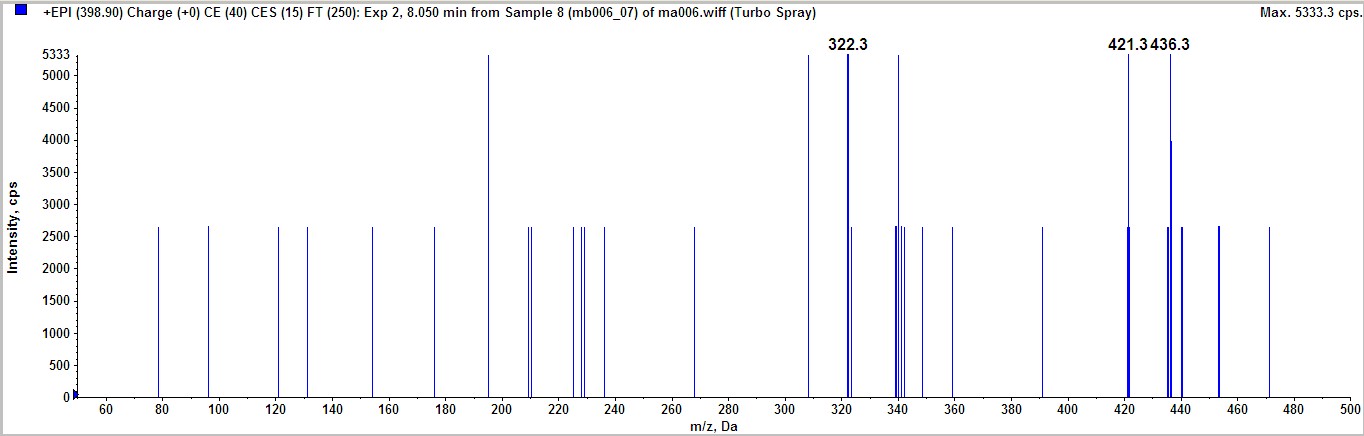 +EPI (398.90) Charge (+0) CE (40) CES (15) FT (250): Exp 2, 8.050 min from Sample 8 (mb006_07) of ma006.wiff (Turbo Spray) Max. 5333.3 cps.
322.3 421.3 436.3
5333
5000
4500
4000
3500
3000
2500
2000
1500
1000
500
0
Intensity, cps
60 80 100 120 140 160 180 200 220 240 260 280 300 320 340 360 380 400 420 440 460 480 500
m/z, Da